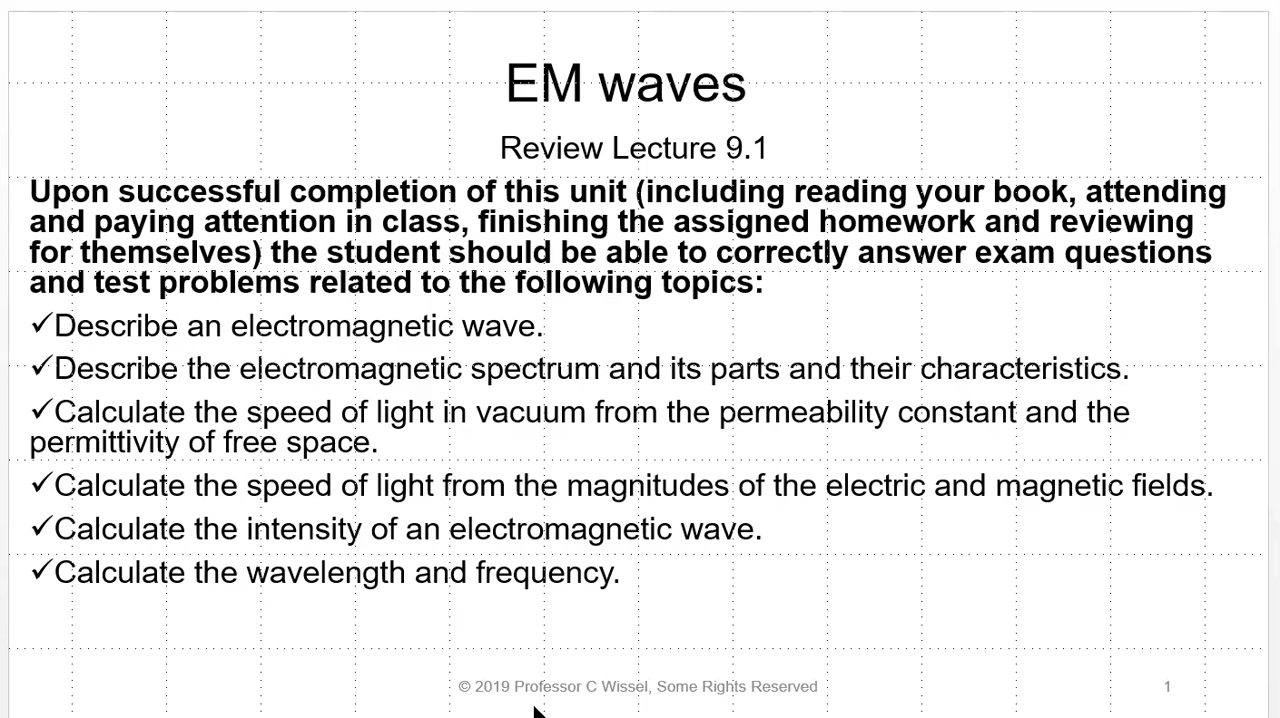 EM waves
Review Lecture 9.1
Upon successful completion of this unit (including reading your book, attending
and paying attention in class, finishing the assigned homework and reviewing
for themselves) the student should be able to correctly answer exam questions
and test problems related to the following topics:
✓Describe an electromagnetic wave.
✓Describe the electromagnetic spectrum and its parts and their characteristics.
✓Calculate the speed of light in vacuum from the permeability constant and the
permittivity of free space.
✓Calculate the speed of light from the magnitudes of the electric and magnetic fields.
✓Calculate the intensity of an electromagnetic wave.
✓Calculate the wavelength and frequency.
© 2019 Professor C Wissel, Some Rights Reserved
1